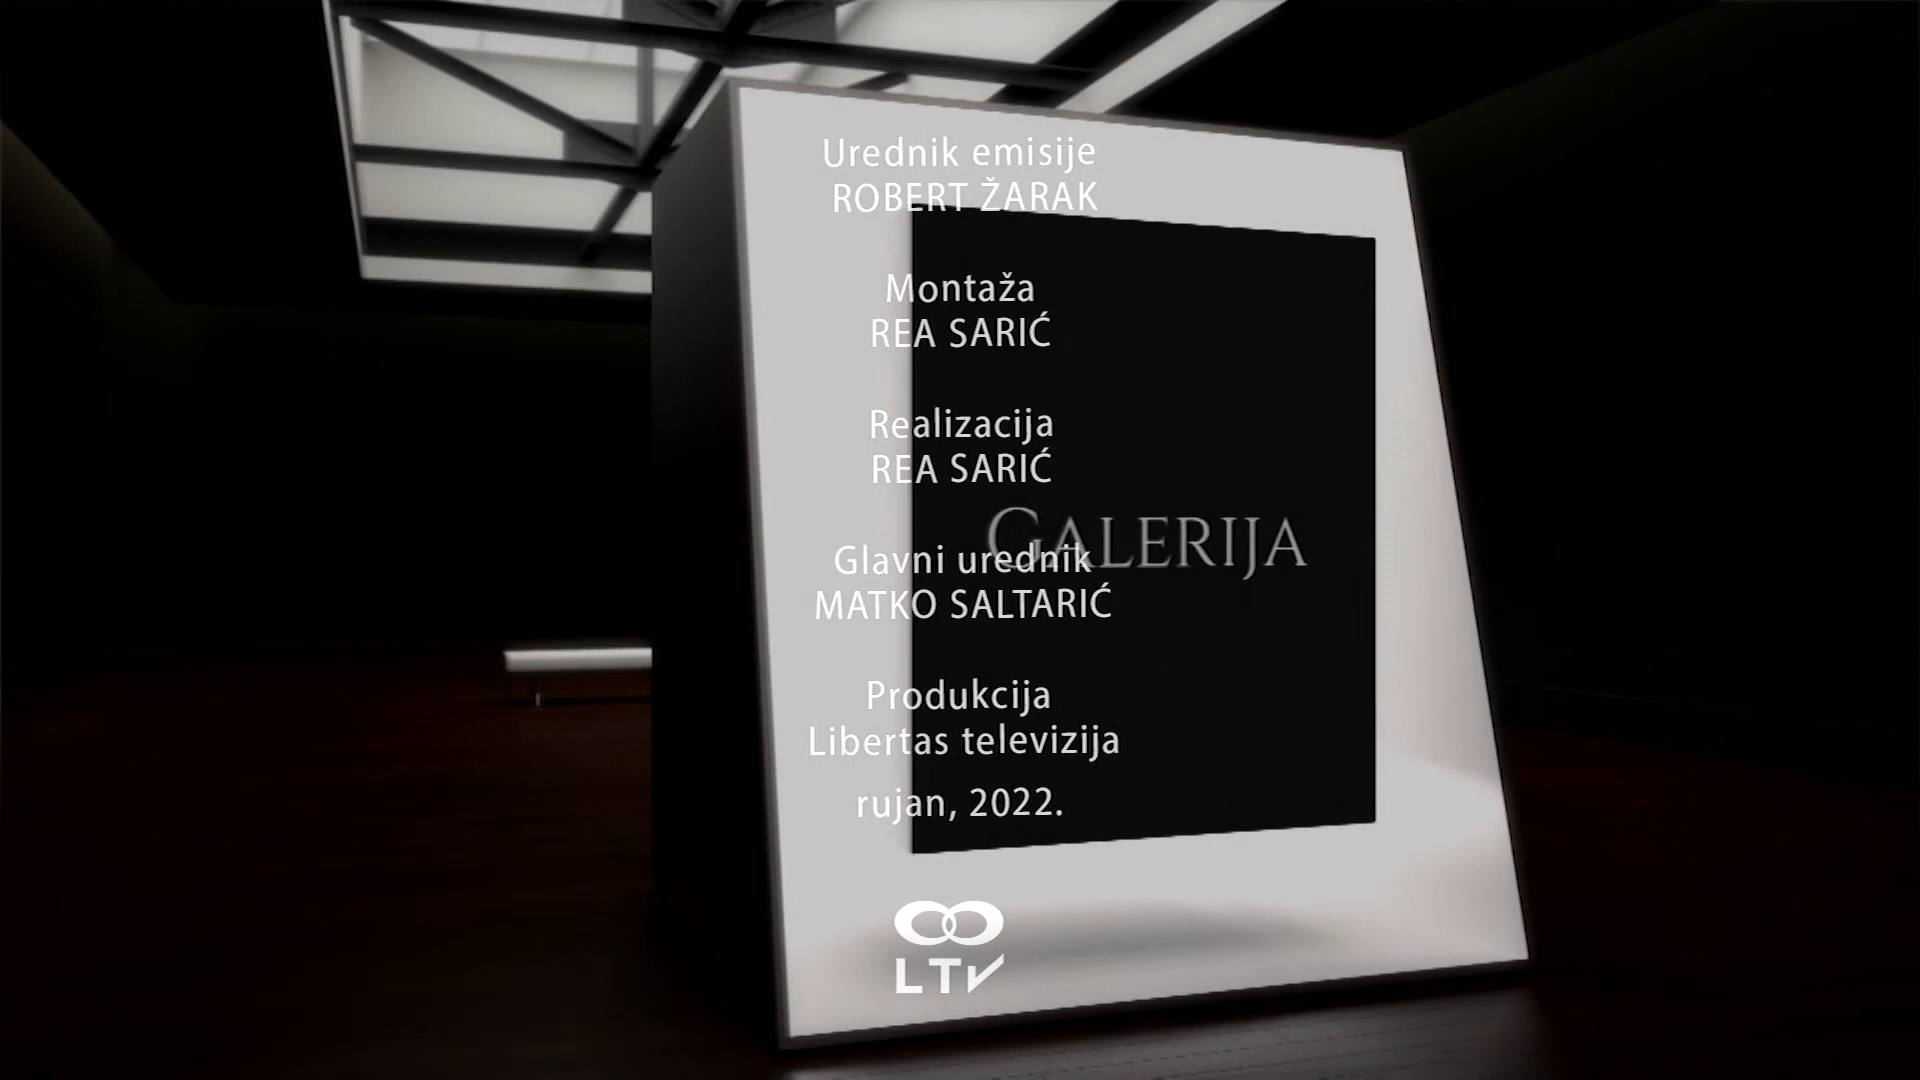 Urednik emisije
ROBERT ŽARAK
Montaža
REA SARIĆ
Realizacija
REA SARIĆ
GALERIJA
Glavni urednik
MATKO SALTARIĆ
Produkcija
Libertas televizija
rujan, 2022.
LTV